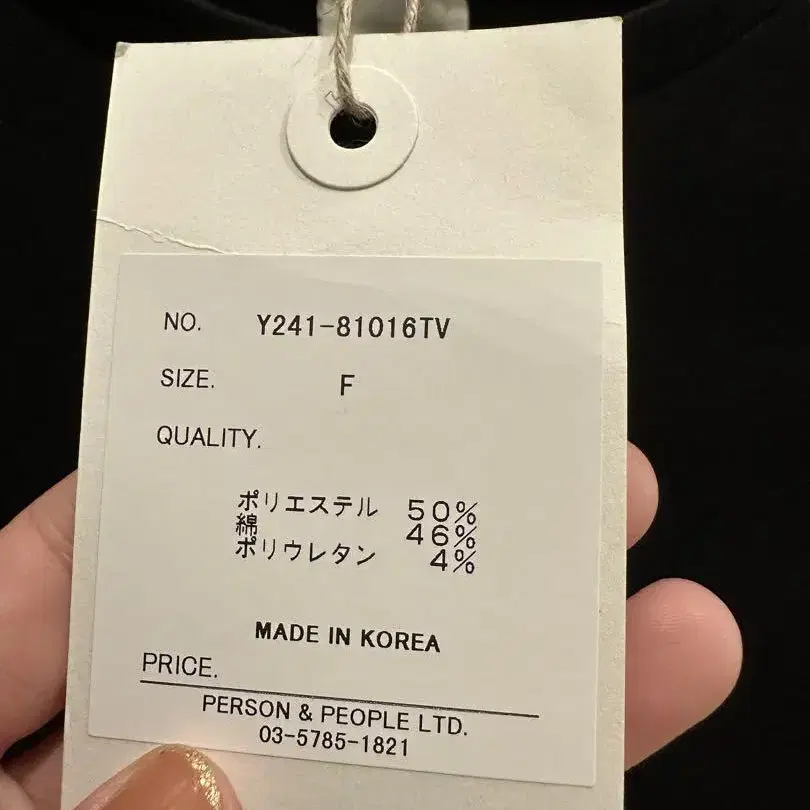 NO. Y241-81016TV
SIZE. F
QUALITY.
ポリエステル 50%
綿 46%
ポリウレタン 4%
MADE IN KOREA
PRICE.
PERSON & PEOPLE LTD.
03-5785-1821